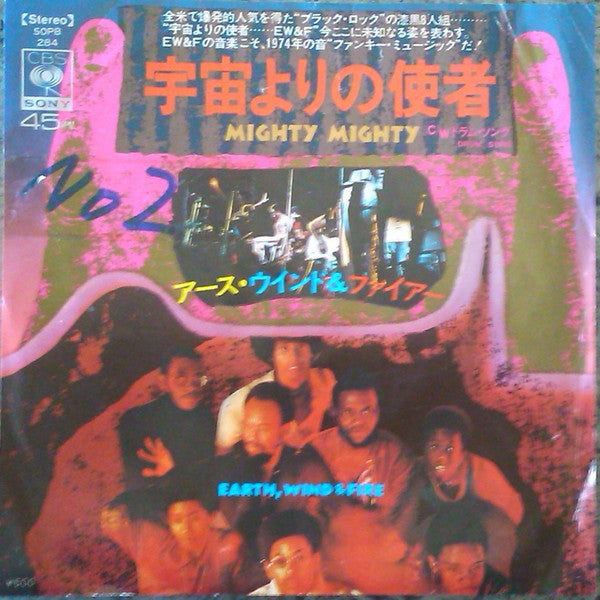 【Stereo】
SOPB
284
CBS
SONY
45
全米で爆発的人気を得た“ブラック・ロック”の漆黒8人組………
“宇宙よりの使者……EW&F”今ここに未知なる姿を表わす。
EW&Fの音楽こそ、1974年の音“ファンキー・ミュージック”だ!
宇宙よりの使者
MIGHTY MIGHTY
C/Wドラム・ソング
DRUM SONG
No 2
アース・ウインド&ファイアー
EARTH, WIND & FIRE
¥500